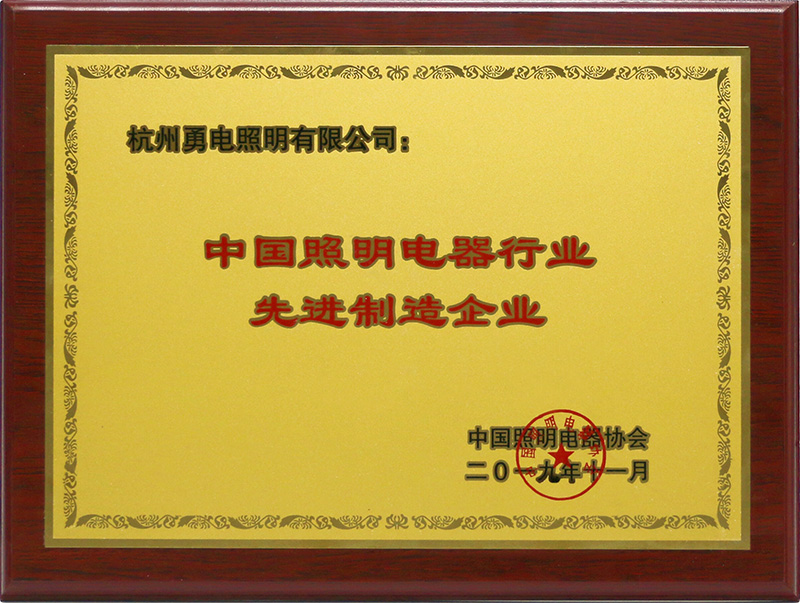 杭州勇电照明有限公司：
中国照明电器行业
先进制造企业
中国照明电器协会
二０一九年十一月